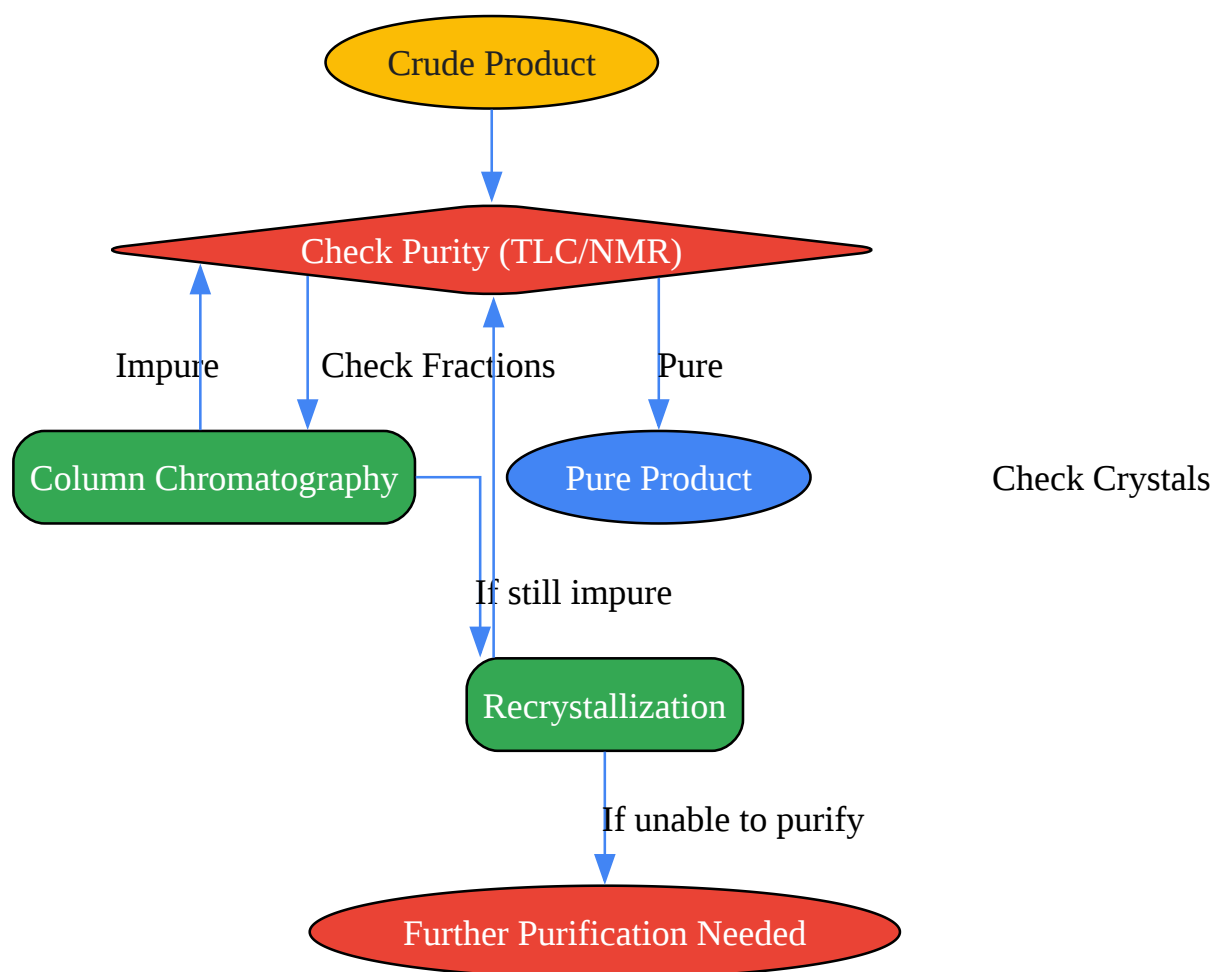 Crude Product
Check Purity (TLC/NMR)
Impure
Check Fractions
Pure
Column Chromatography
Pure Product
Check Crystals
If still impure
Recrystallization
If unable to purify
Further Purification Needed